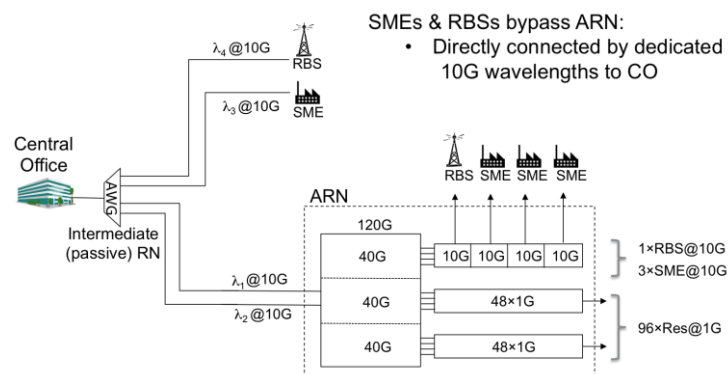 SMEs & RBSs bypass ARN:
• Directly connected by dedicated
10G wavelengths to CO
λ4@10G
RBS
λ3@10G
SME
Central
Office
AWG
Intermediate
(passive) RN
RBS SME SME SME
ARN
120G
40G
10G 10G 10G 10G
1×RBS@10G
3×SME@10G
λ1@10G
λ2@10G
40G
48×1G
96×Res@1G
40G
48×1G